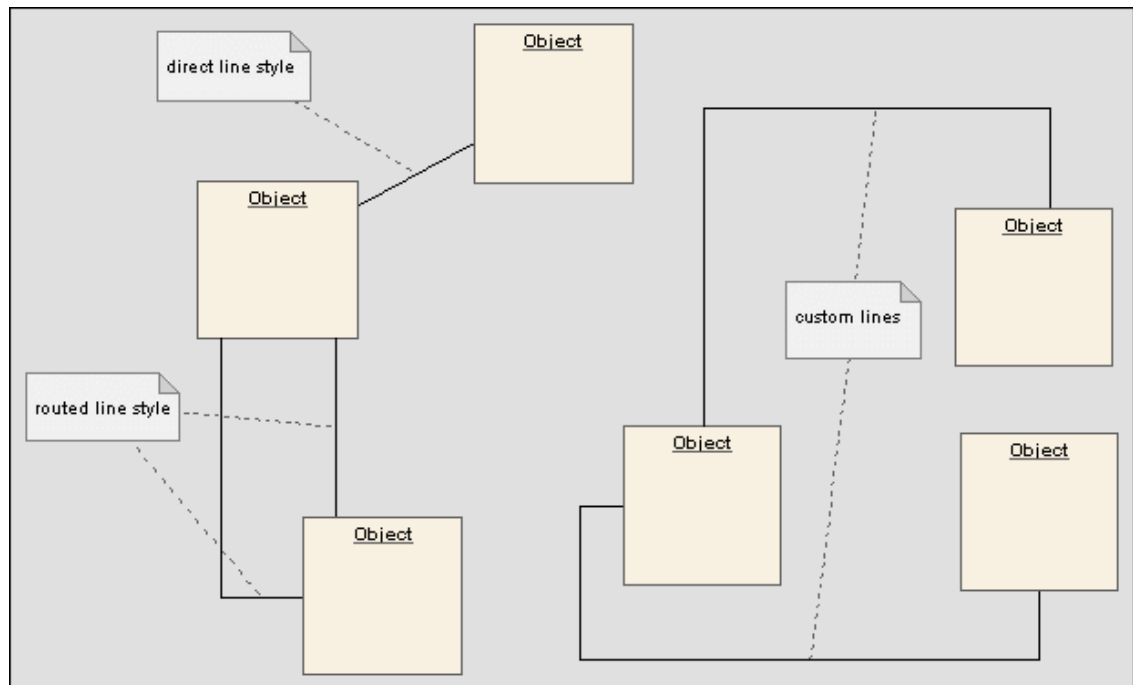 direct line style
Object
Object
routed line style
Object
Object
custom lines
Object
Object